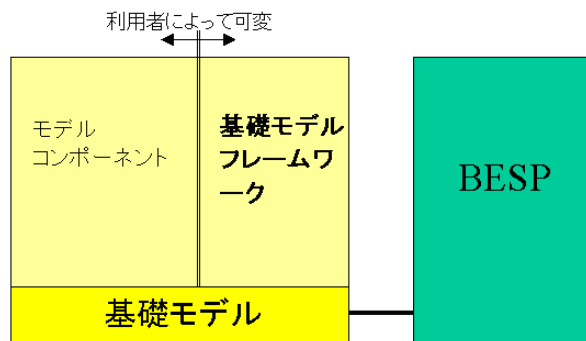 利用者によって可変
モデル
コンポーネント
基礎モデル
フレームワ
ーク
BESP
基礎モデル